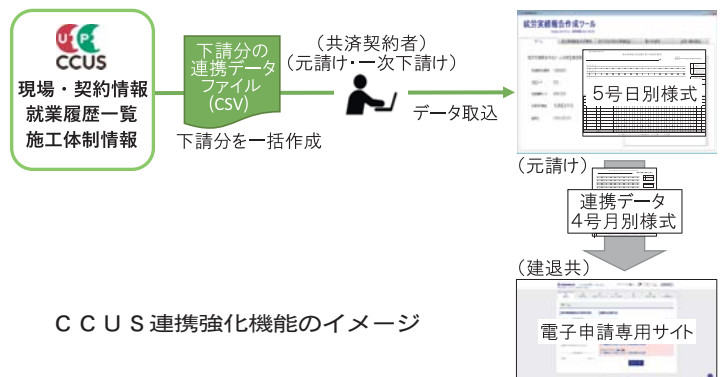 UP
CCUS
現場・契約情報
就業履歴一覧
施工体制情報
下請分の
連携データ
ファイル
(CSV)
下請分を一括作成
(共済契約者)
(元請け・一次下請け)
データ取込
就労実績報告作成ツール
5号日別様式
(元請け)
連携データ
4号月別様式
(建退共)
電子申請専用サイト
CCUS連携強化機能のイメージ